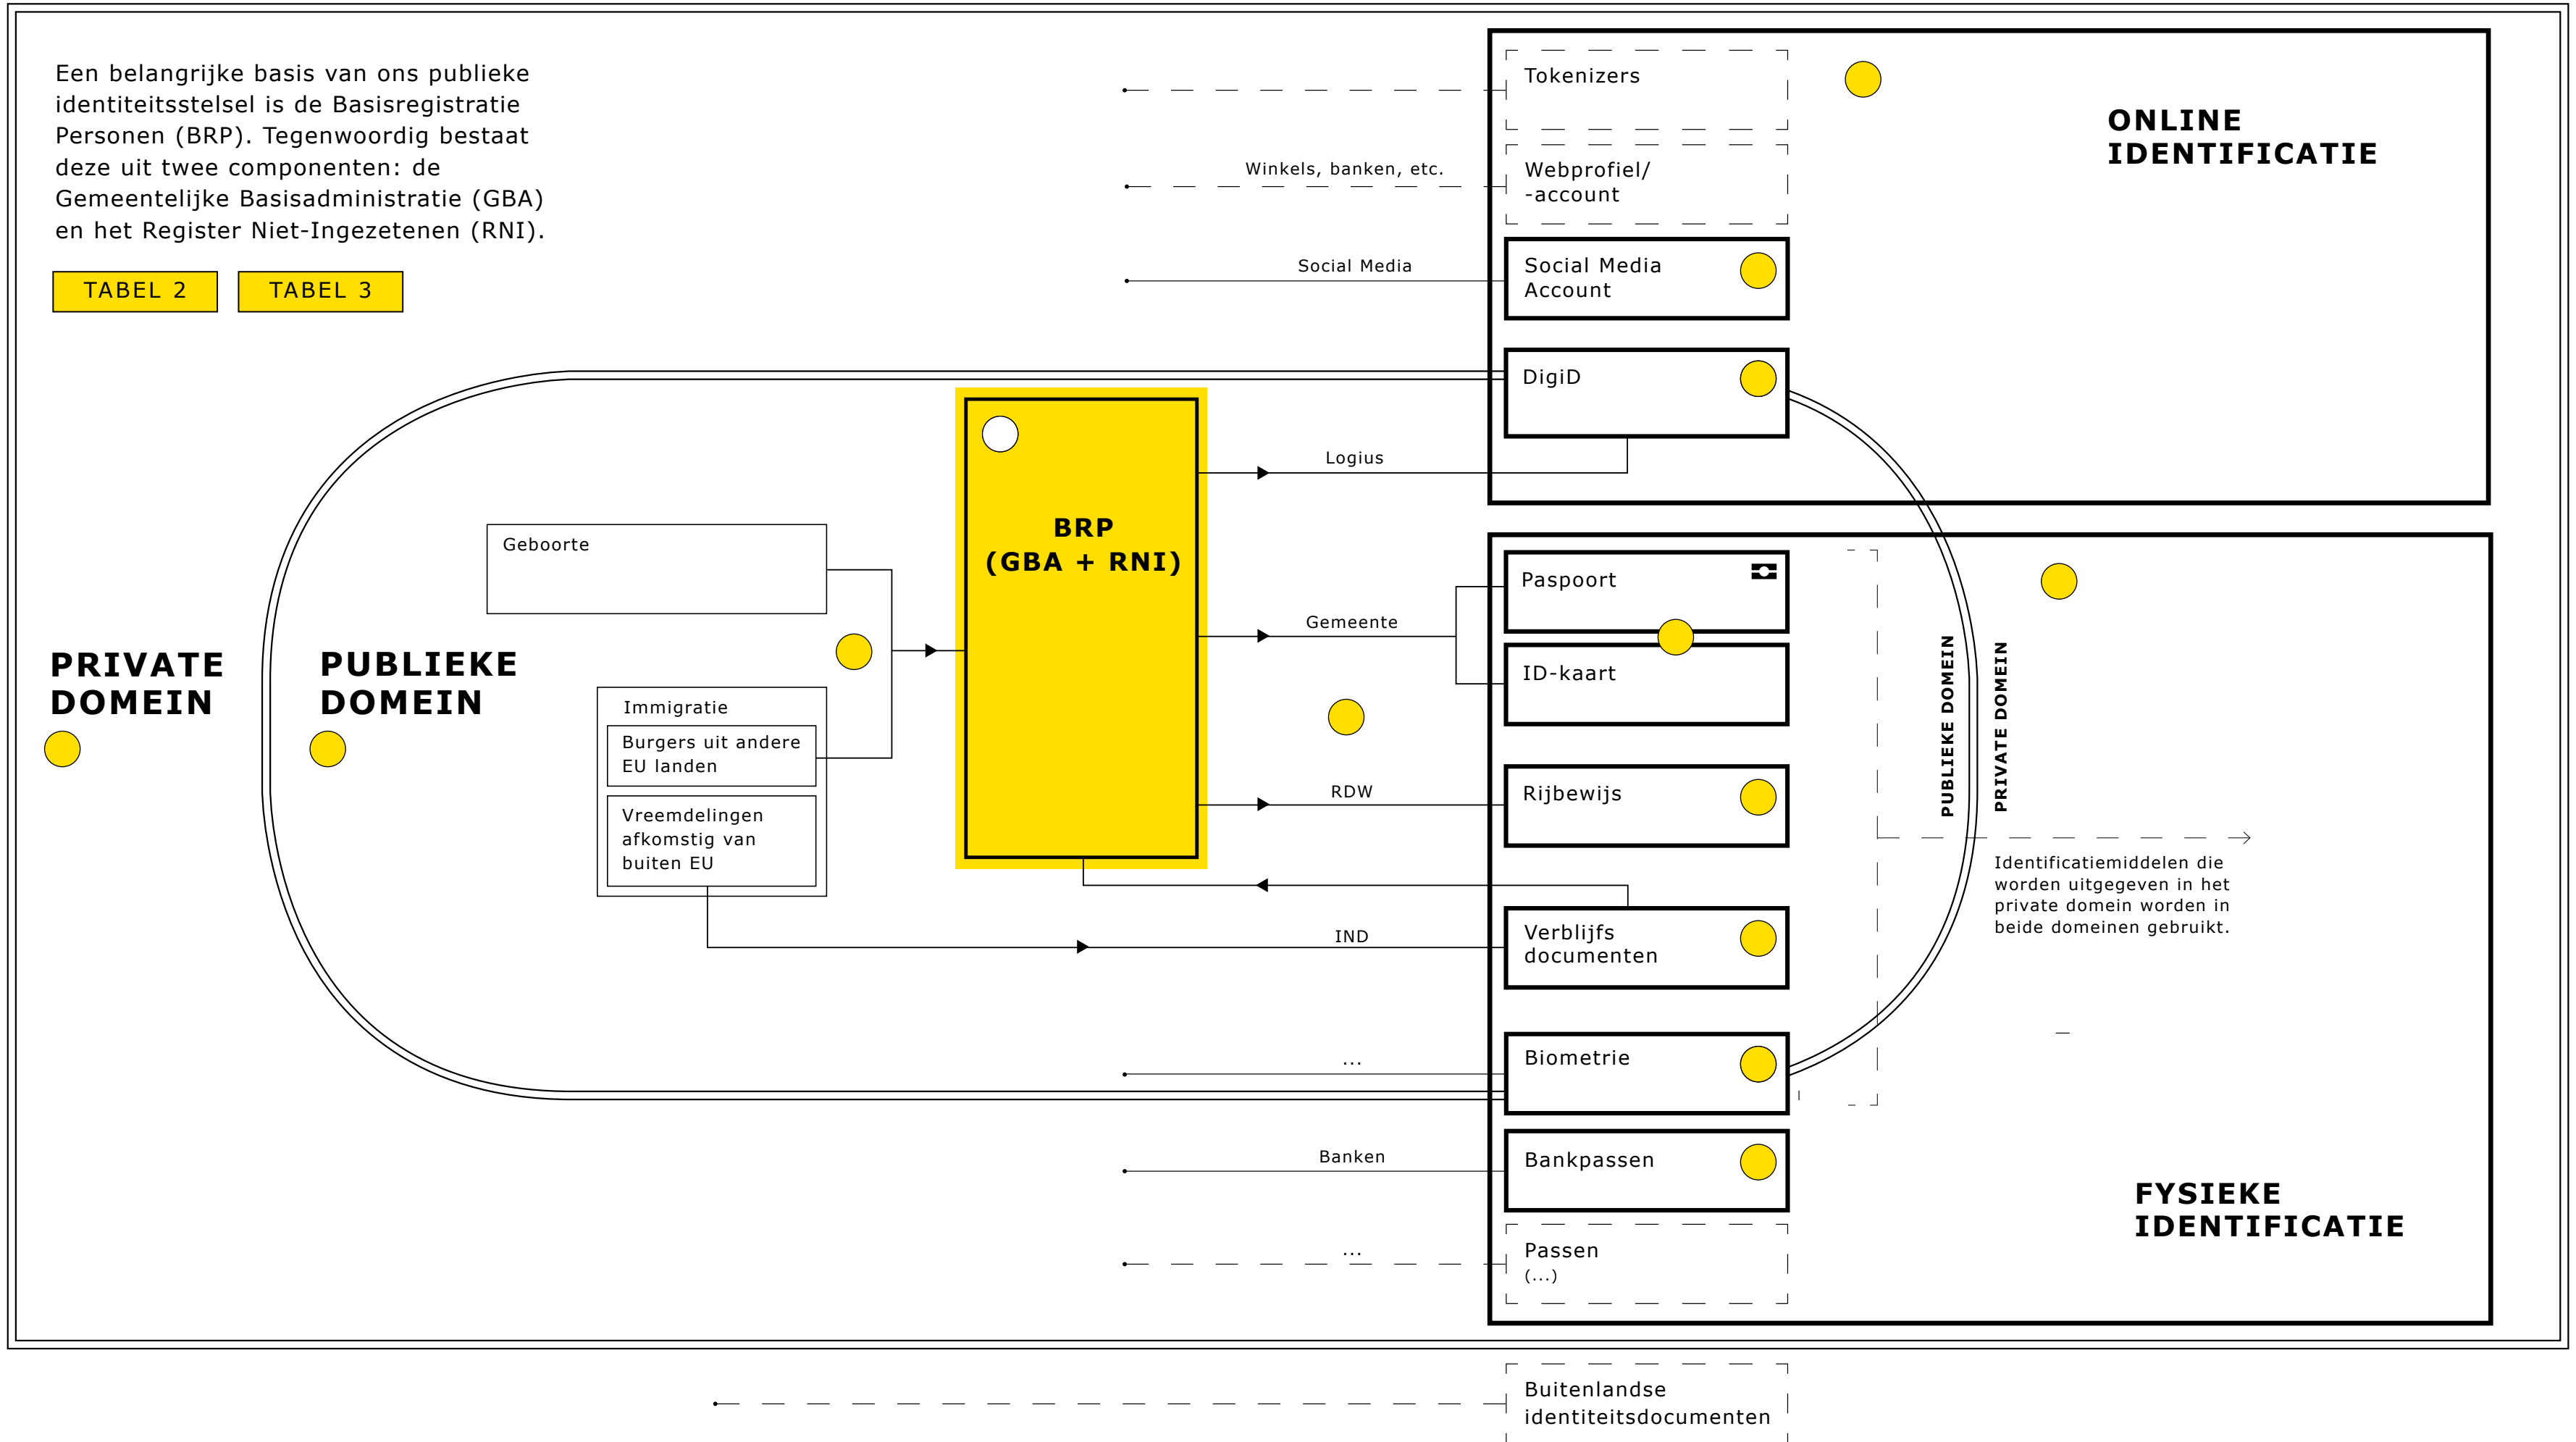 Een belangrijke basis van ons publieke
identiteitsstelsel is de Basisregistratie
Personen (BRP). Tegenwoordig bestaat
deze uit twee componenten: de
Gemeentelijke Basisadministratie (GBA)
en het Register Niet-Ingezetenen (RNI).
TABEL 2
TABEL 3
PRIVATE
DOMEIN
PUBLIEKE
DOMEIN
Geboorte
Immigratie
Burgers uit andere
EU landen
Vreemdelingen
afkomstig van
buiten EU
BRP
(GBA + RNI)
Winkels, banken, etc.
Social Media
Logius
Gemeente
RDW
IND
...
Banken
...
ONLINE
IDENTIFICATIE
Tokenizers
Webprofiel/
-account
Social Media
Account
DigiD
Paspoort
ID-kaart
Rijbewijs
Verblijfs
documenten
Biometrie
Bankpassen
Passen
(...)
PUBLIEKE DOMEIN
PRIVATE DOMEIN
Identificatiemiddelen die
worden uitgegeven in het
private domein worden in
beide domeinen gebruikt.
FYSIEKE
IDENTIFICATIE
Buitenlandse
identiteitsdocumenten